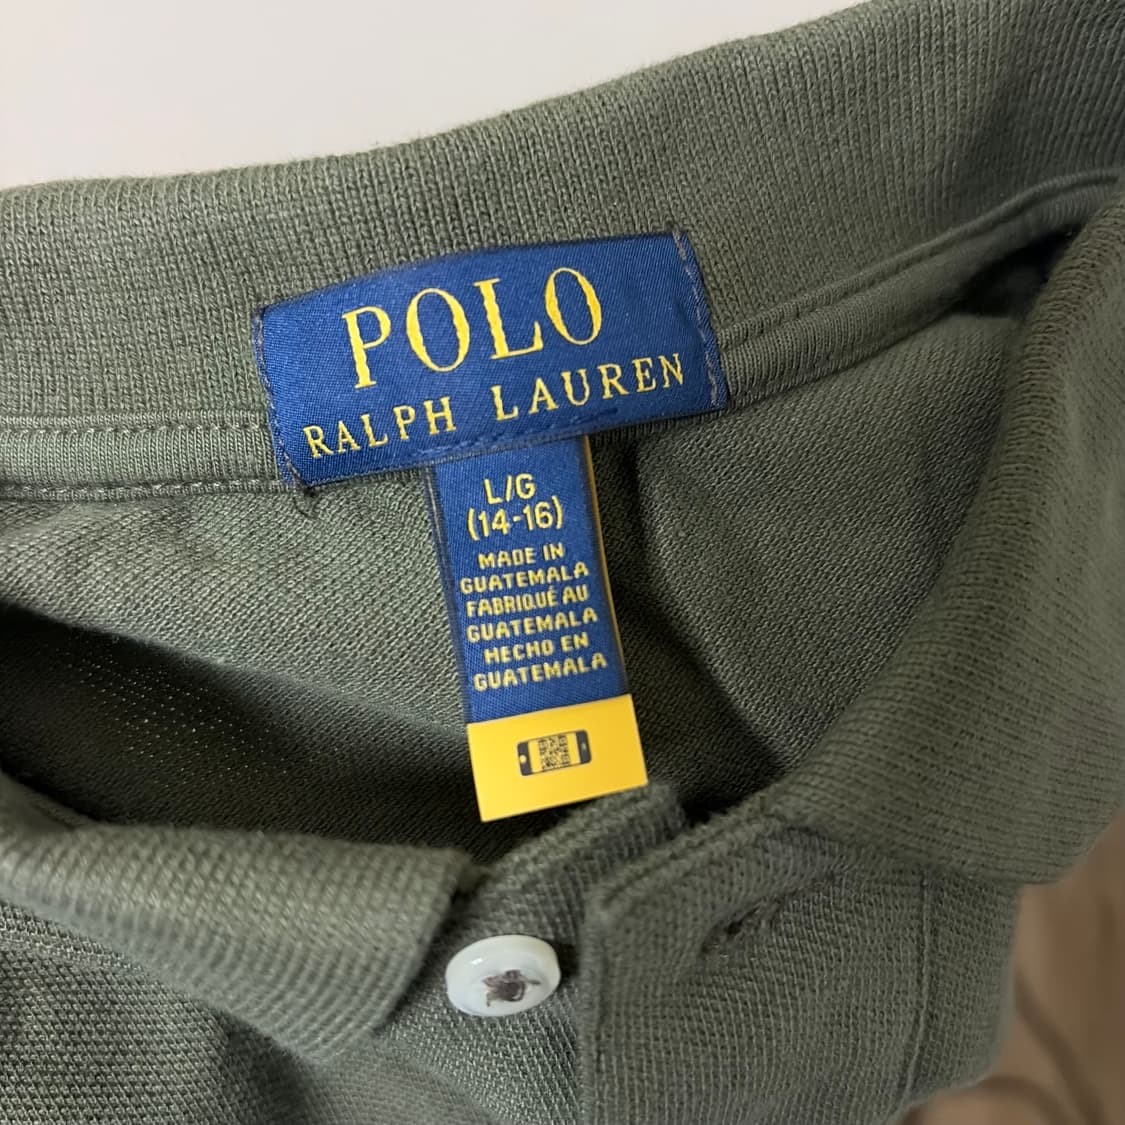 POLO
RALPH LAUREN
L/G
(14-16)
MADE IN
GUATEMALA
FABRIQUÉ AU
GUATEMALA
HECHO EN
GUATEMALA